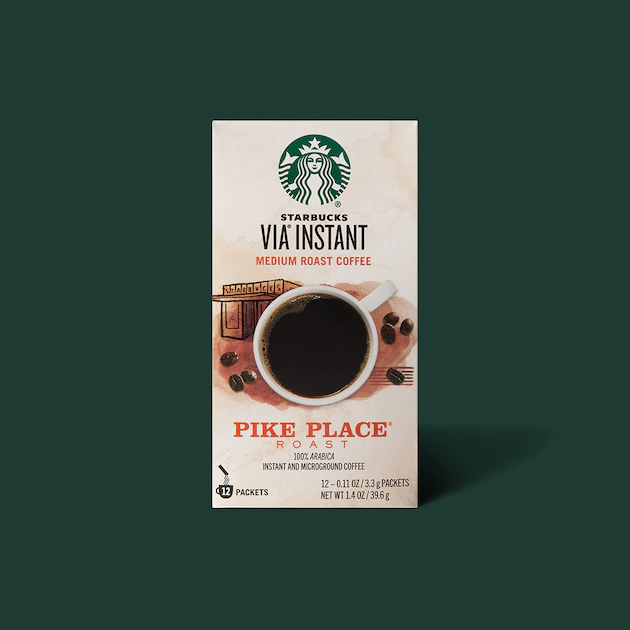 ®
STARBUCKS
VIA® INSTANT
MEDIUM ROAST COFFEE
STARBUCKS
PIKE PLACE®
ROAST
100% ARABICA
INSTANT AND MICROGROUND COFFEE
12 PACKETS
12 – 0.11 OZ / 3.3 g PACKETS
NET WT 1.4 OZ / 39.6 g